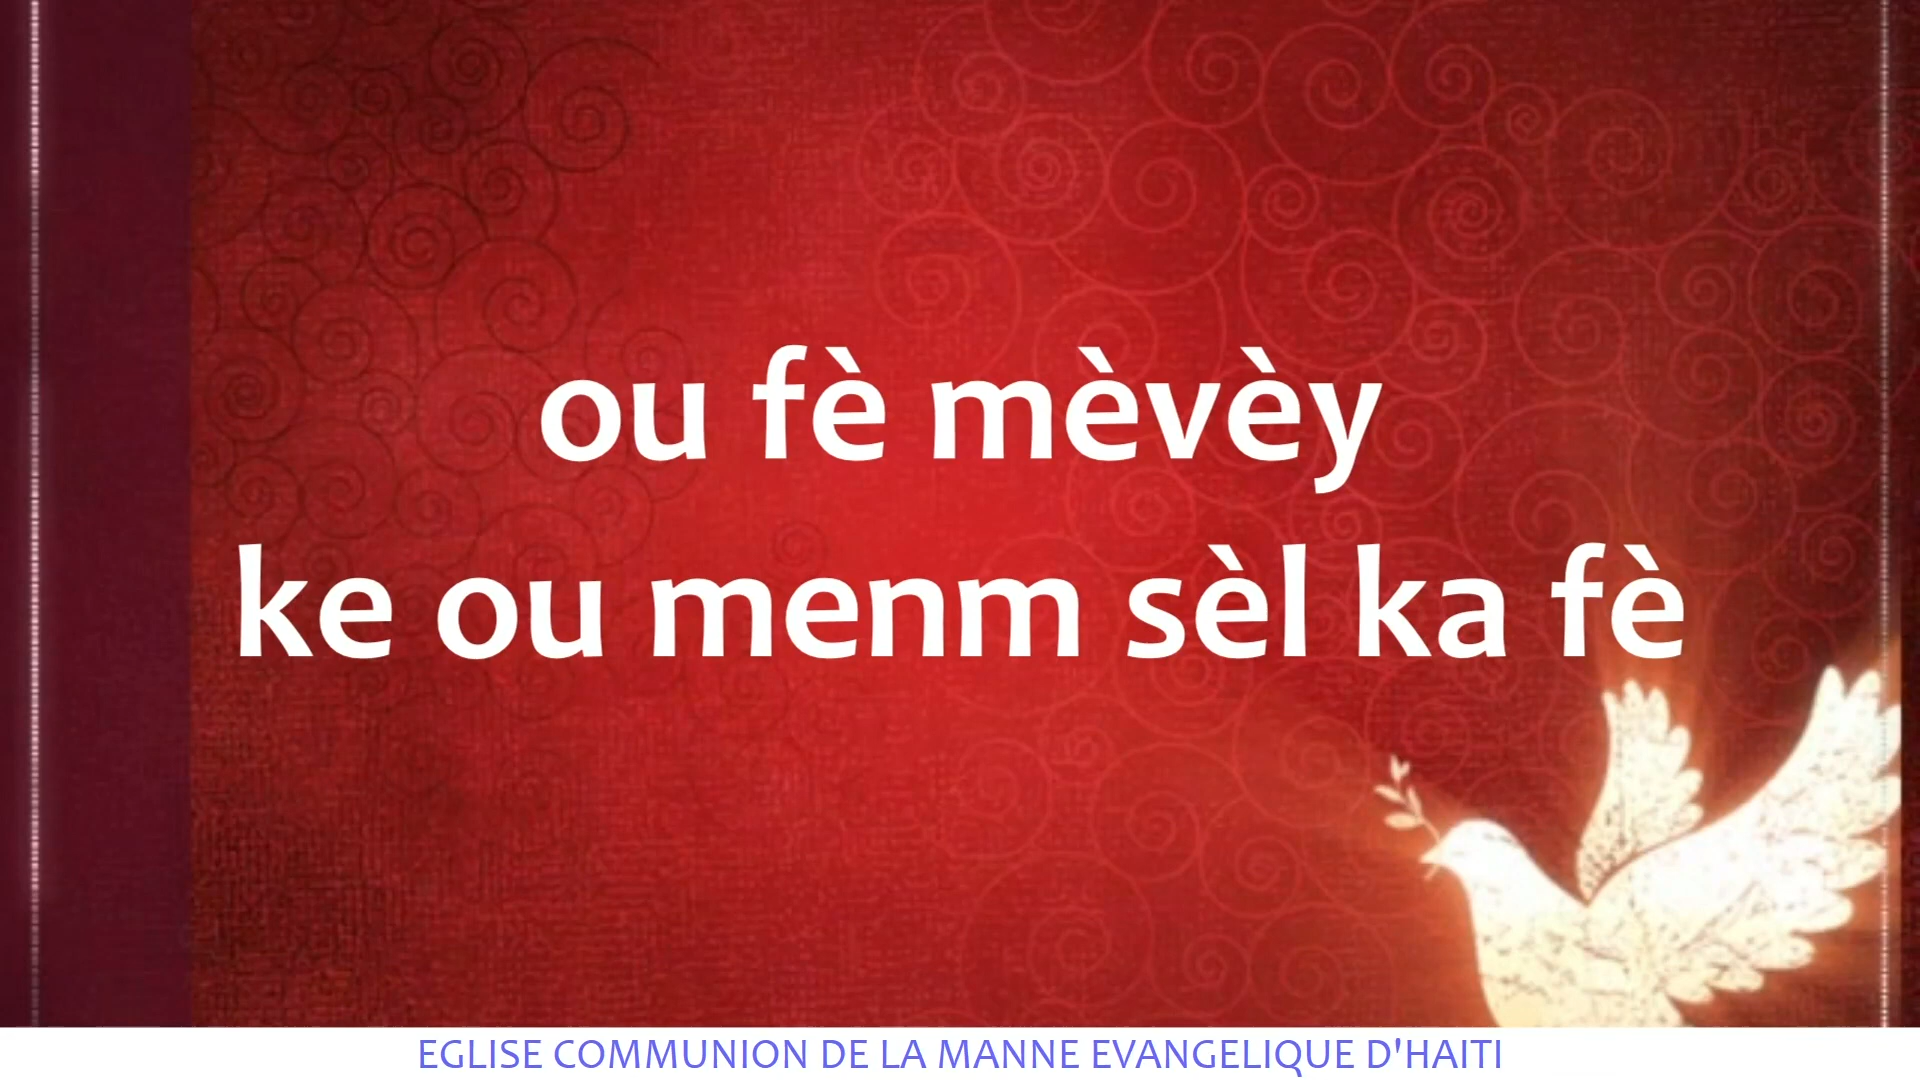 ou fè mèvèy
ke ou menm sèl ka fè
EGLISE COMMUNION DE LA MANNE EVANGELIQUE D'HAITI